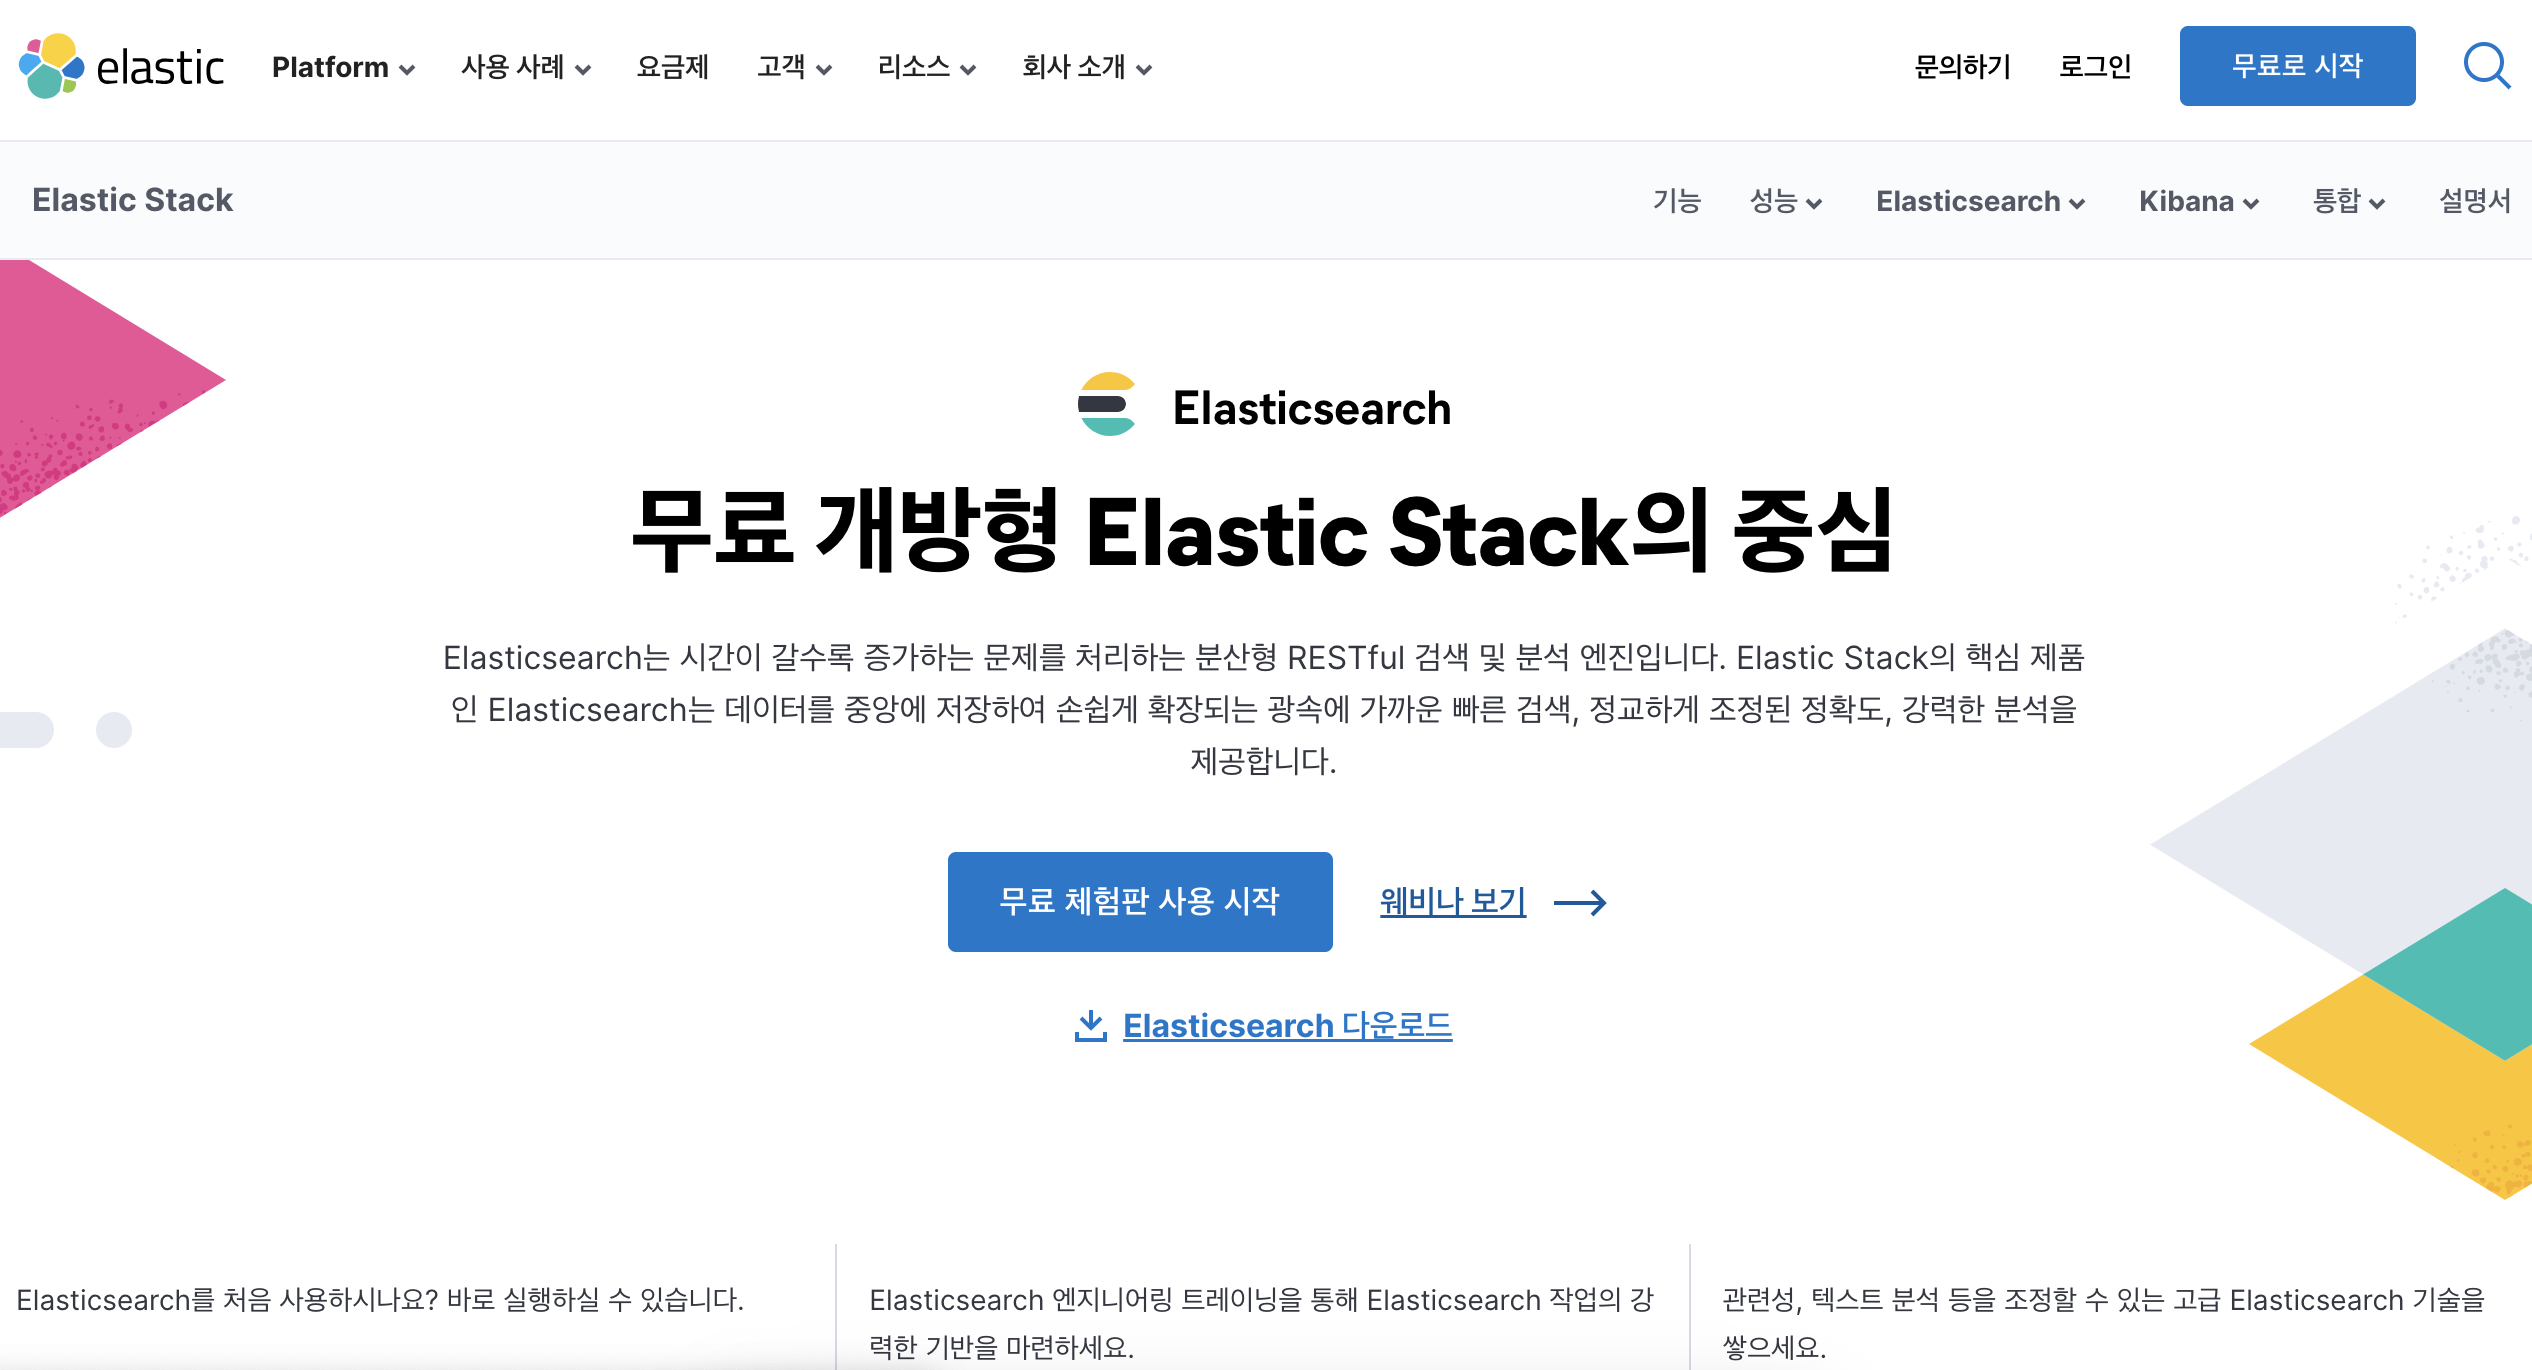 elastic Platform 사용 사례 요금제 고객 리소스 회사 소개 문의하기 로그인 무료로 시작
Elastic Stack 기능 성능 Elasticsearch Kibana 통합 설명서
Elasticsearch
무료 개방형 Elastic Stack의 중심
Elasticsearch는 시간이 갈수록 증가하는 문제를 처리하는 분산형 RESTful 검색 및 분석 엔진입니다. Elastic Stack의 핵심 제품
인 Elasticsearch는 데이터를 중앙에 저장하여 손쉽게 확장되는 광속에 가까운 빠른 검색, 정교하게 조정된 정확도, 강력한 분석을
제공합니다.
무료 체험판 사용 시작 웨비나 보기
Elasticsearch 다운로드
Elasticsearch를 처음 사용하시나요? 바로 실행하실 수 있습니다.
Elasticsearch 엔지니어링 트레이닝을 통해 Elasticsearch 작업의 강
력한 기반을 마련하세요.
관련성, 텍스트 분석 등을 조정할 수 있는 고급 Elasticsearch 기술을
쌓으세요.